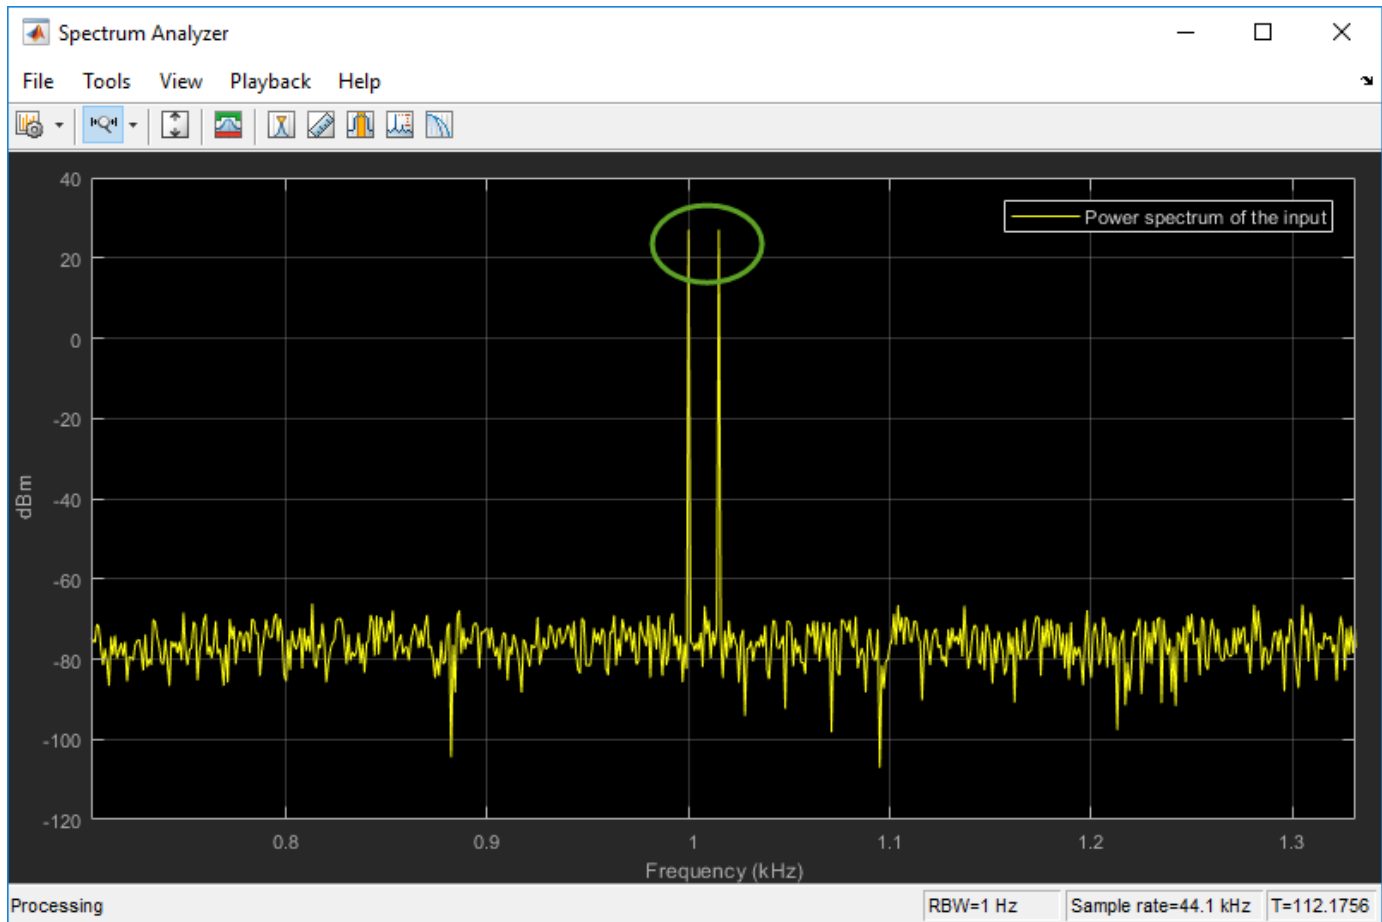 Spectrum Analyzer
File Tools View Playback Help
40
Power spectrum of the input
20
0
-20
-40
dBm
-60
-80
-100
-120
0.8 0.9 1 1.1 1.2 1.3
Frequency (kHz)
Processing RBW=1 Hz Sample rate=44.1 kHz T=112.1756